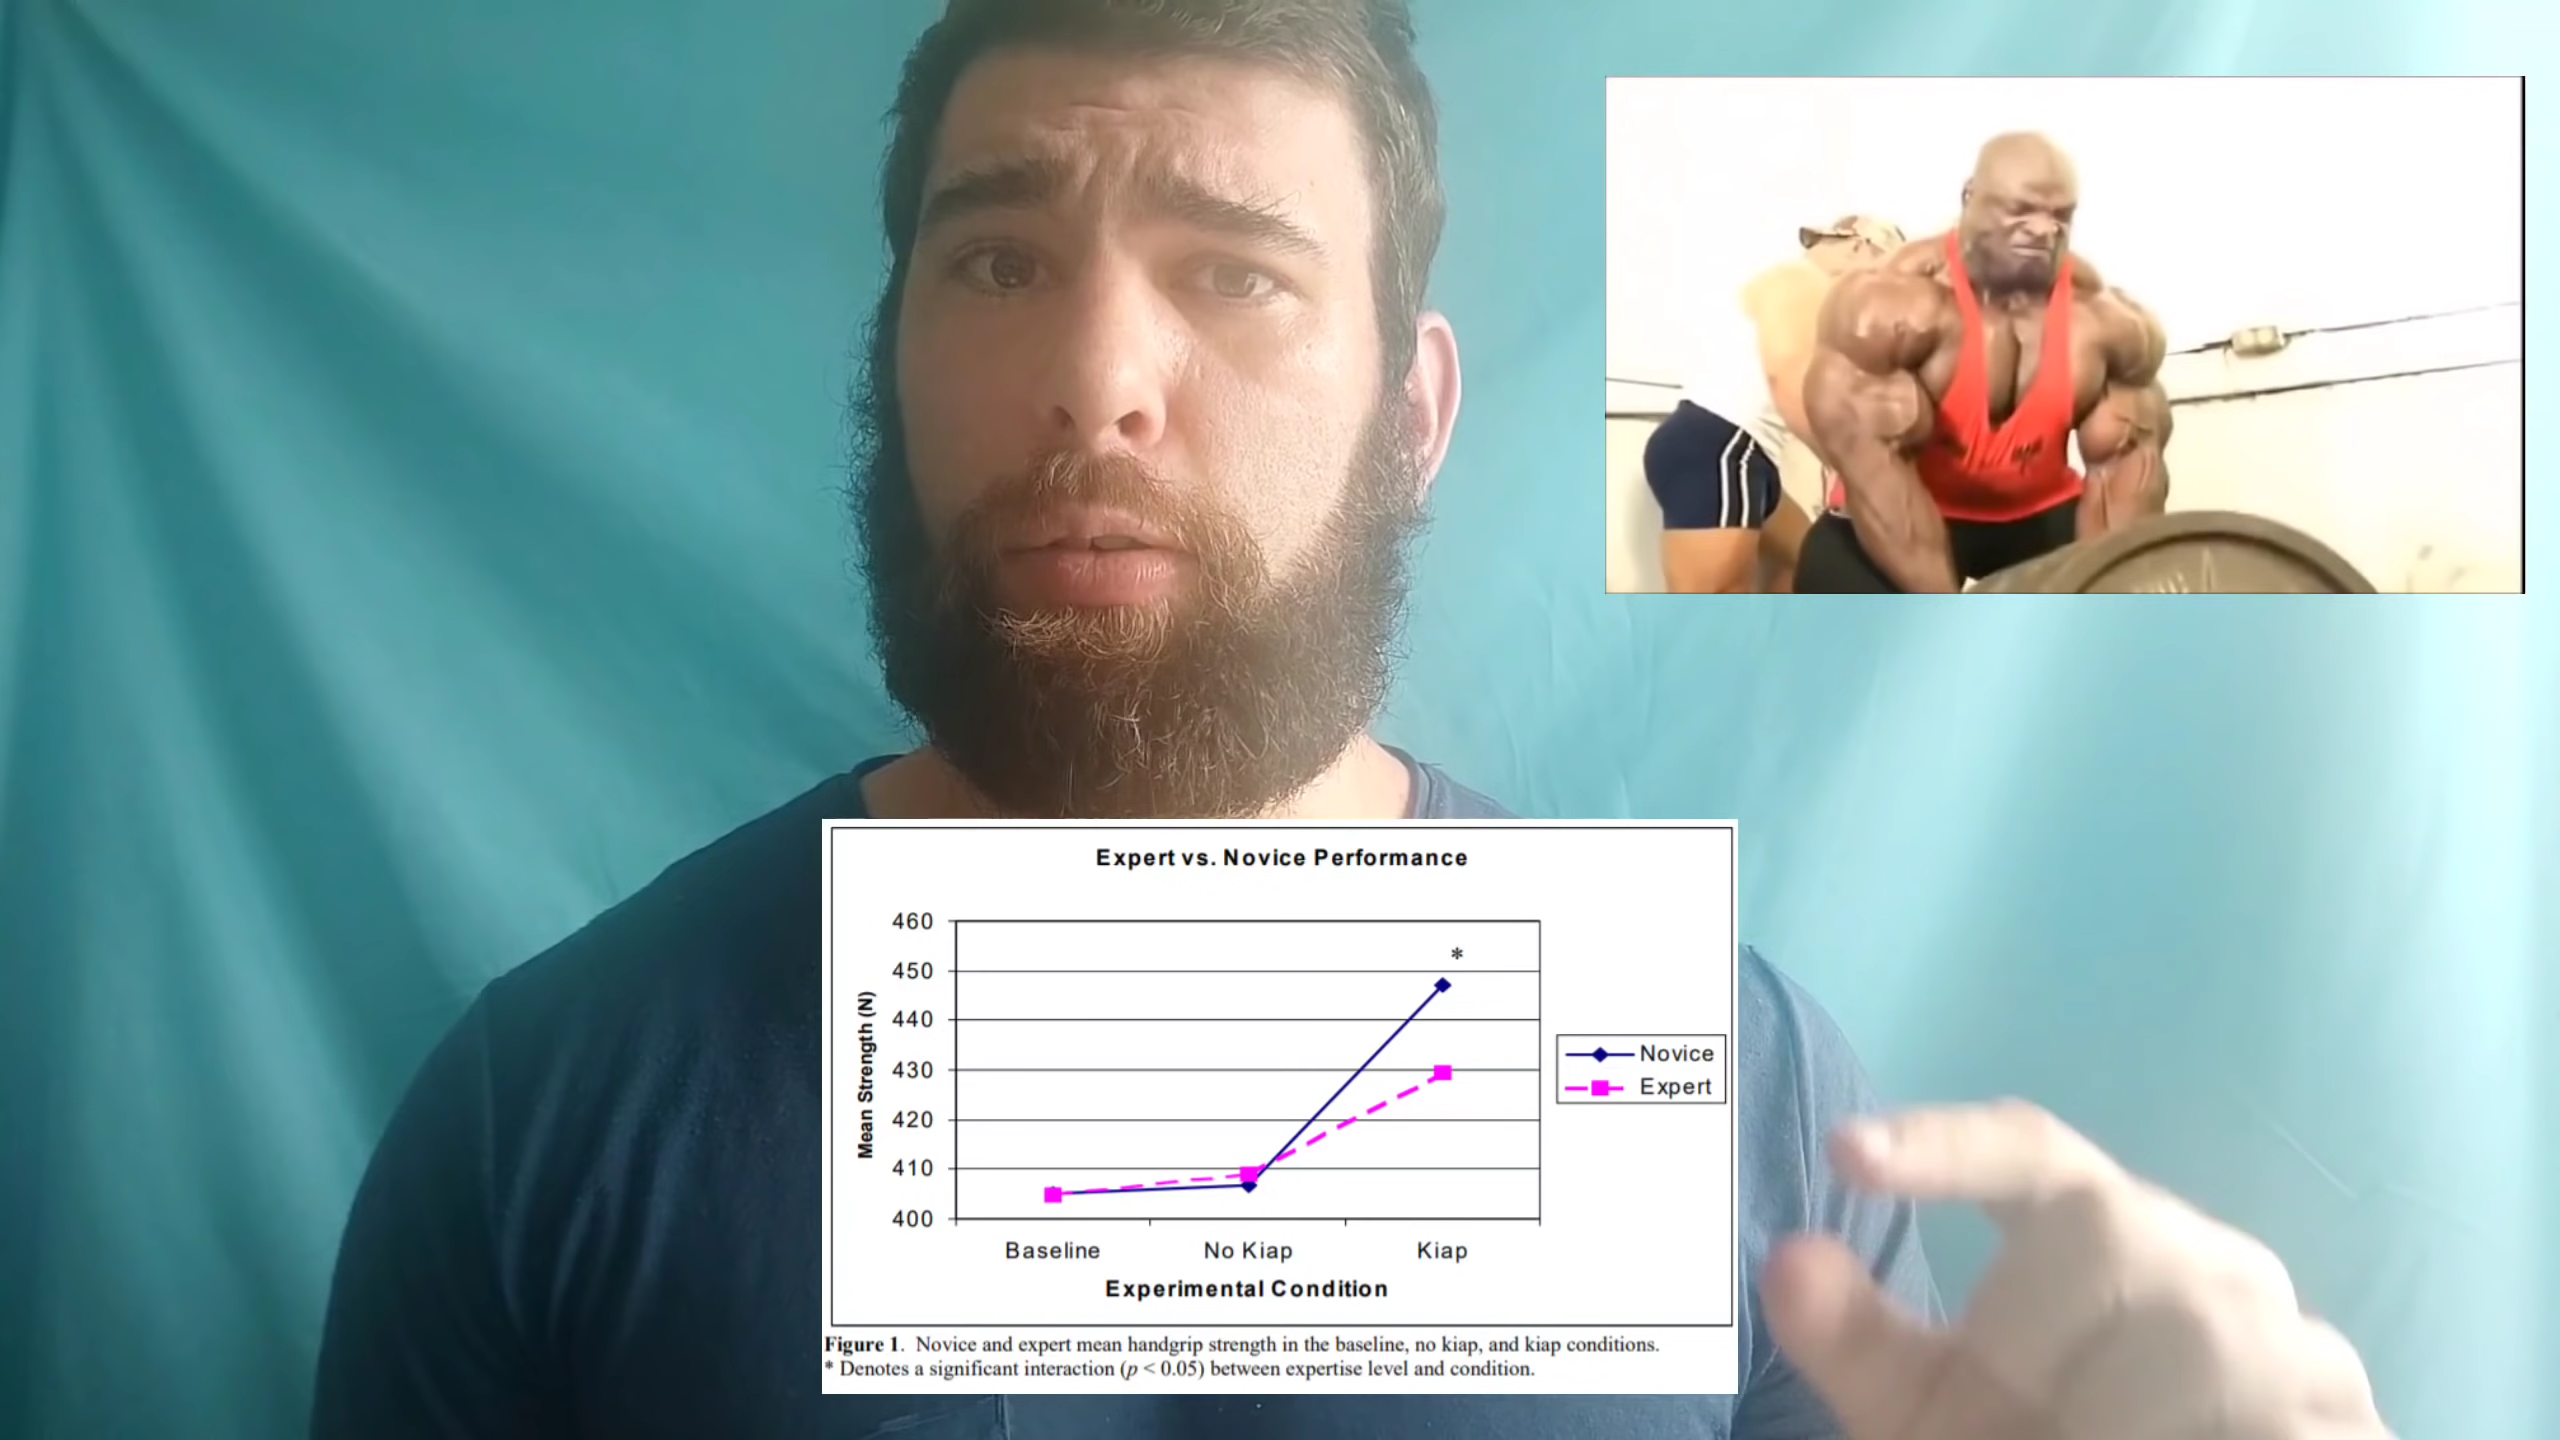 Expert vs. Novice Performance
460
450
440
430
420
410
400
Mean Strength (N)
*
Novice
Expert
Baseline No Kiap Kiap
Experimental Condition
Figure 1. Novice and expert mean handgrip strength in the baseline, no kiap, and kiap conditions.
* Denotes a significant interaction (p < 0.05) between expertise level and condition.